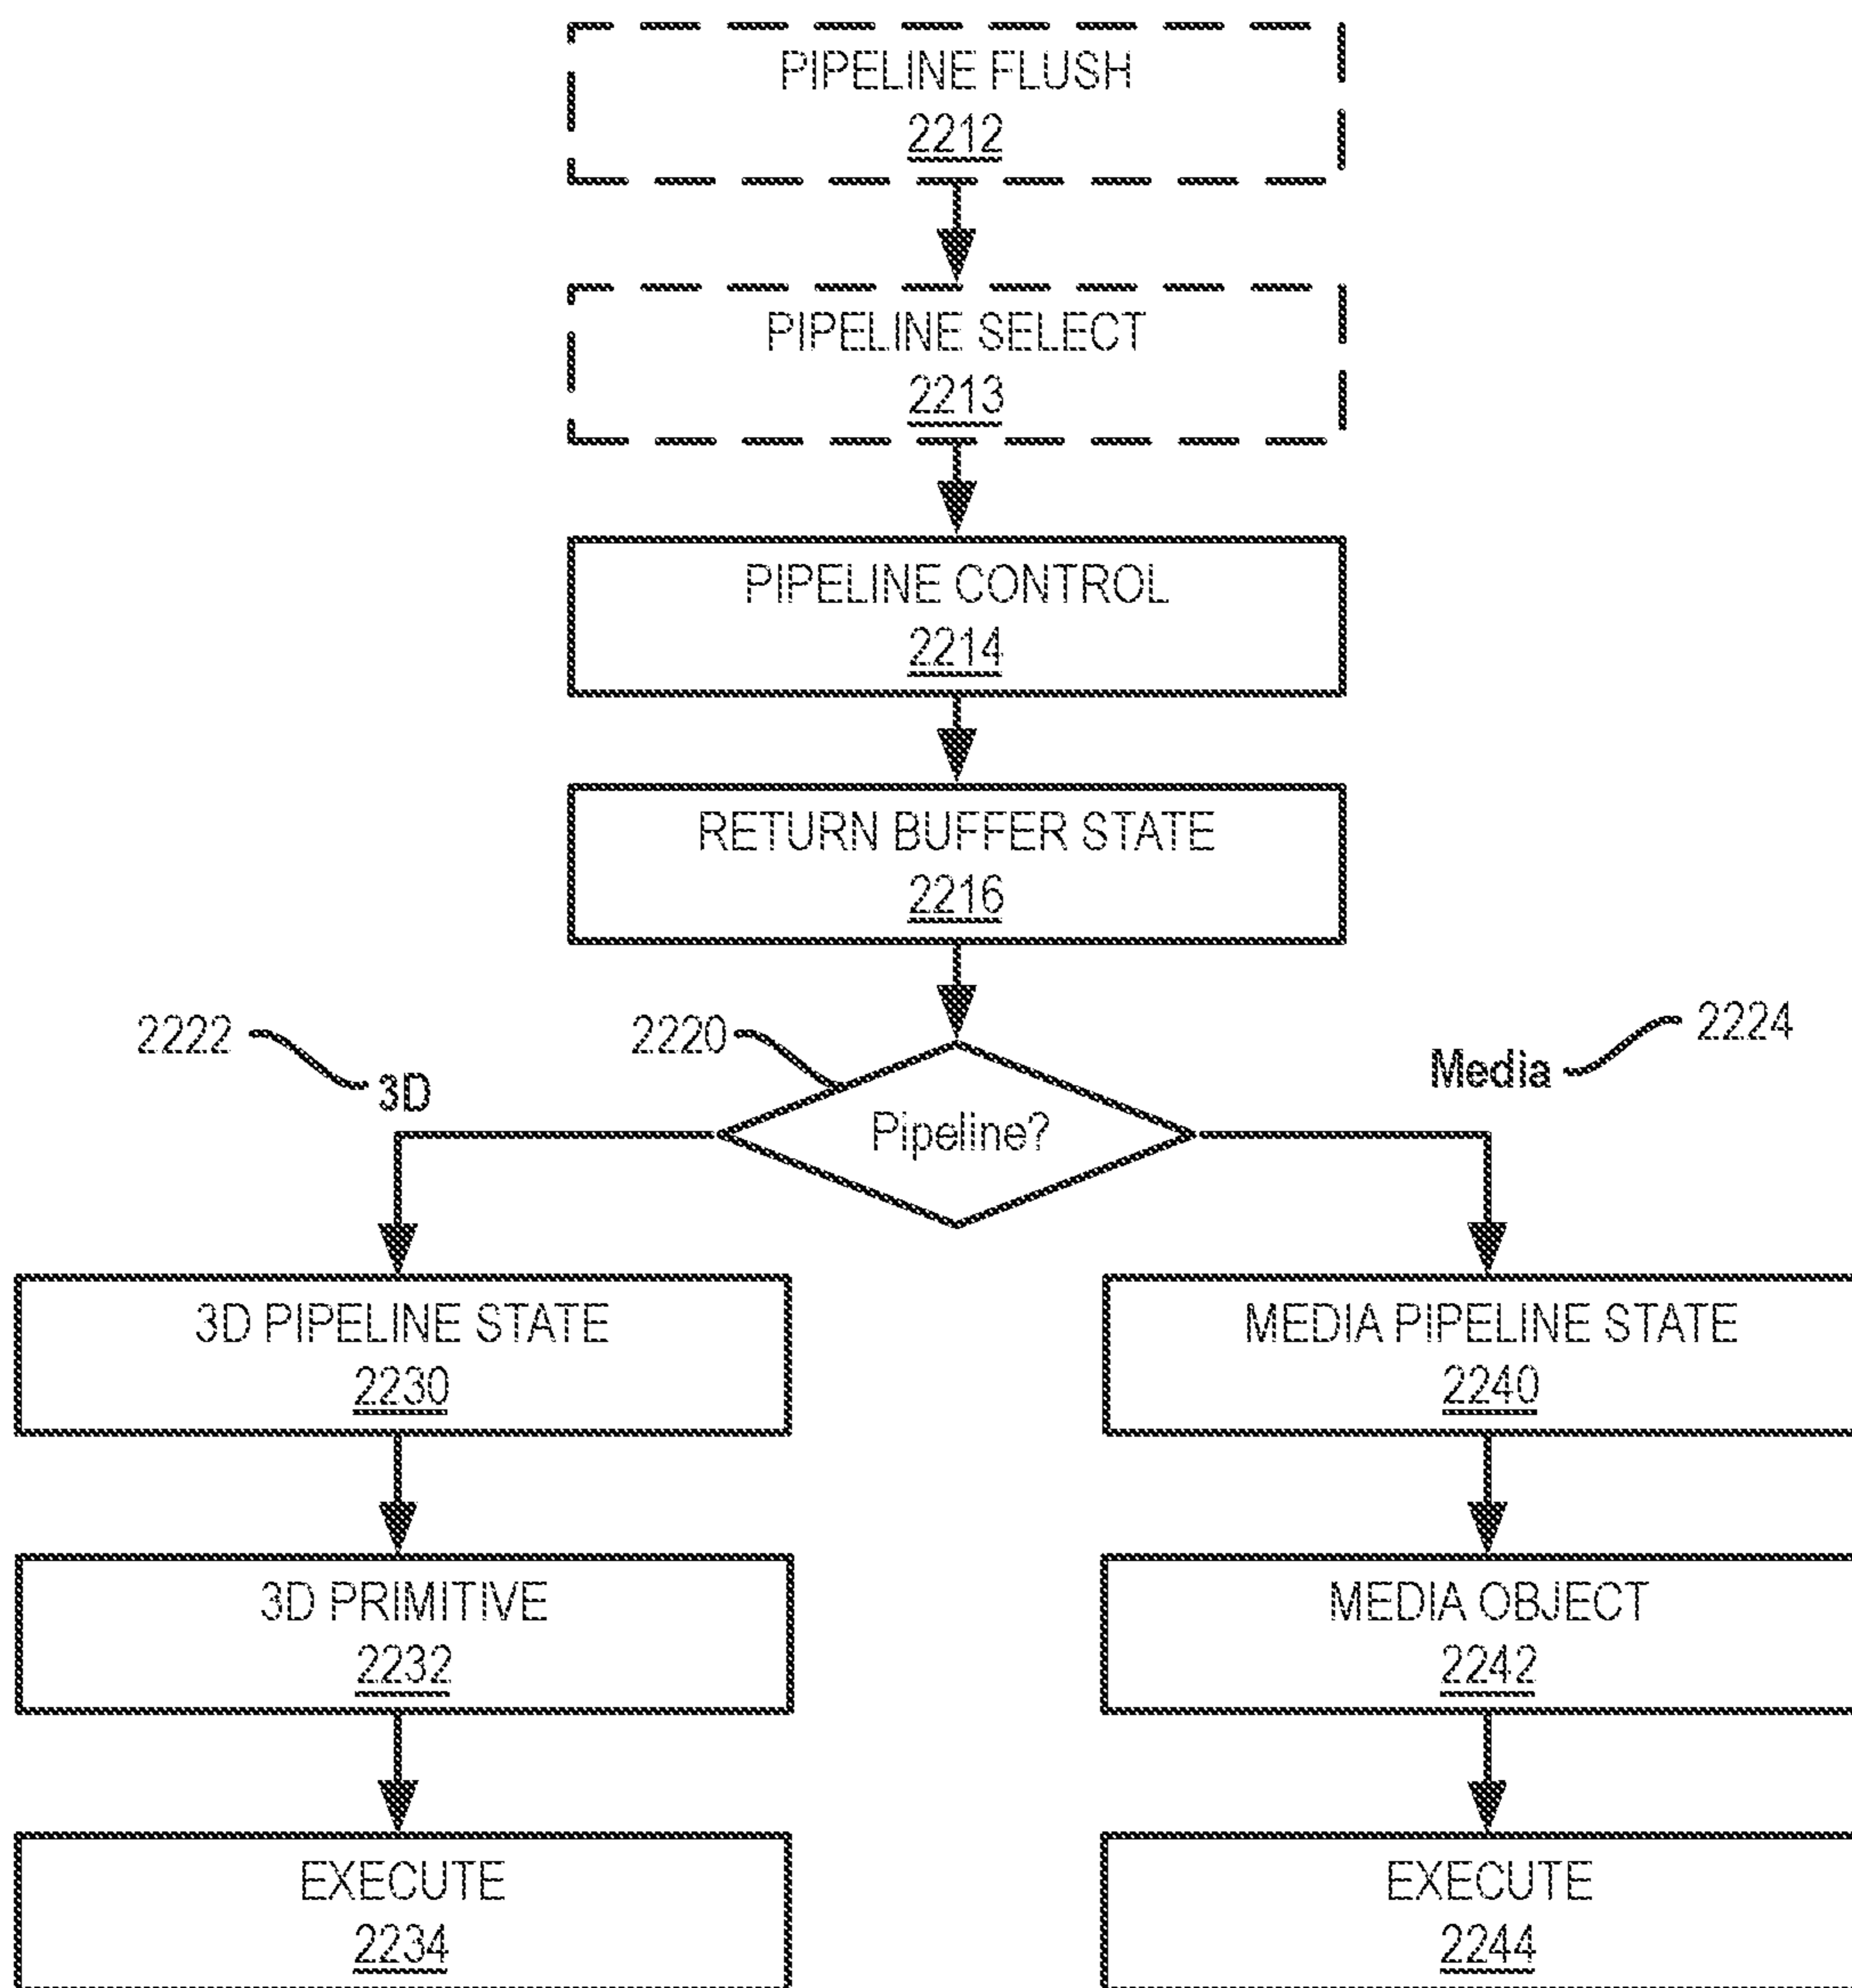 PIPELINE FLUSH
2212
PIPELINE SELECT
2213
PIPELINE CONTROL
2214
RETURN BUFFER STATE
2216
2222
2220
2224
3D
Media
Pipeline?
3D PIPELINE STATE
2230
MEDIA PIPELINE STATE
2240
3D PRIMITIVE
2232
MEDIA OBJECT
2242
EXECUTE
2234
EXECUTE
2244